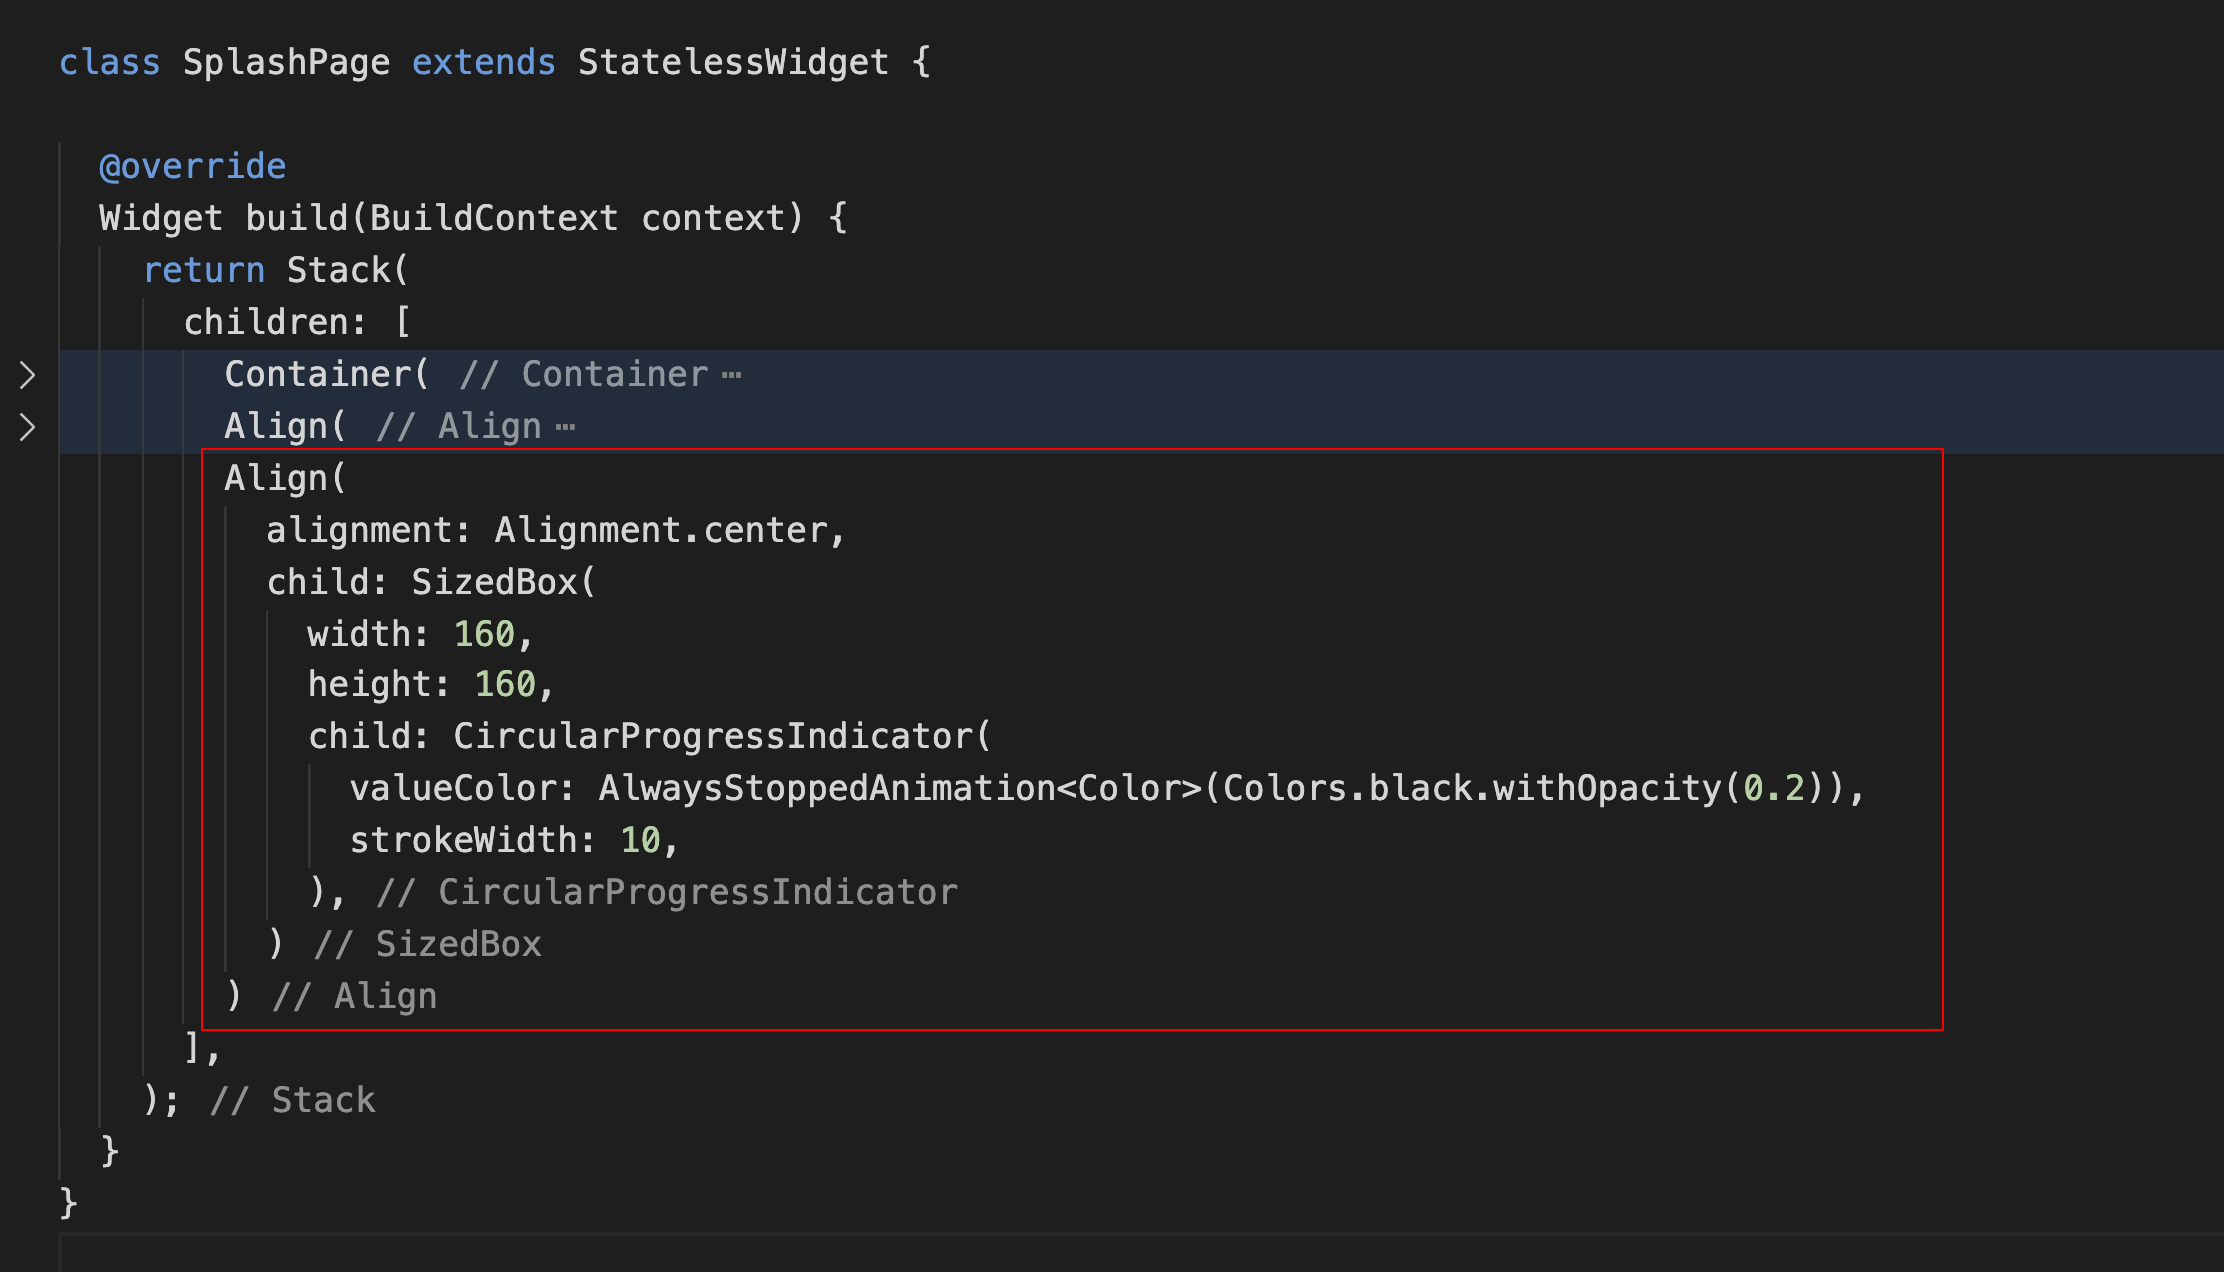 class SplashPage extends StatelessWidget {
@override
Widget build(BuildContext context) {
return Stack(
children: [
Container( // Container ⋯
Align( // Align ⋯
Align(
alignment: Alignment.center,
child: SizedBox(
width: 160,
height: 160,
child: CircularProgressIndicator(
valueColor: AlwaysStoppedAnimation<Color>(Colors.black.withOpacity(0.2)),
strokeWidth: 10,
), // CircularProgressIndicator
) // SizedBox
) // Align
],
); // Stack
}
}